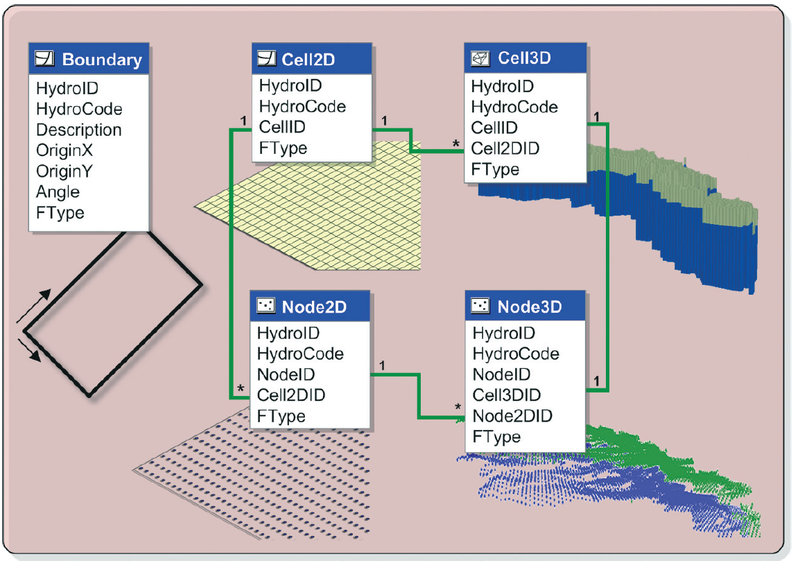 Boundary
HydroID
HydroCode
Description
OriginX
OriginY
Angle
FType
Cell2D
HydroID
HydroCode
CellID
FType
Cell3D
HydroID
HydroCode
CellID
Cell2DID
FType
1
1
*
1
Node2D
HydroID
HydroCode
NodeID
Cell2DID
FType
Node3D
HydroID
HydroCode
NodeID
Cell3DID
Node2DID
FType
*
1
*
1